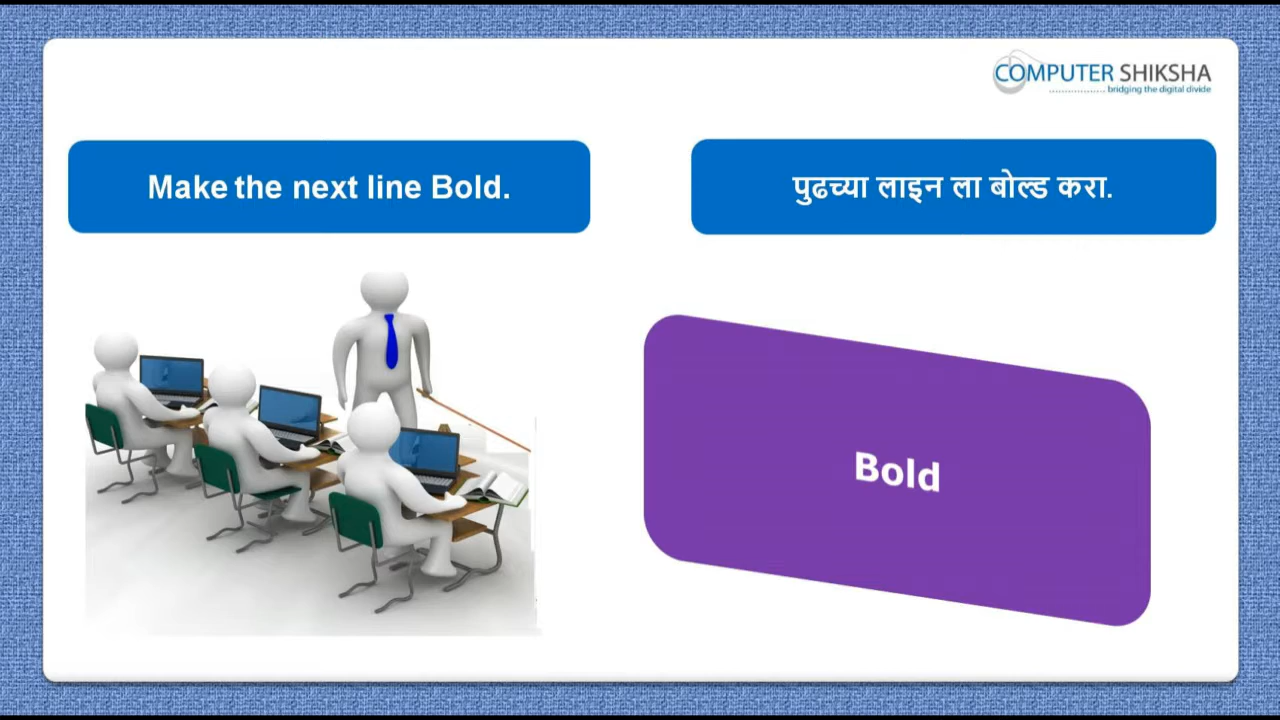 COMPUTER SHIKSHA
bridging the digital divide
Make the next line Bold.
पुढच्या लाइन ला बोल्ड करा.
Bold